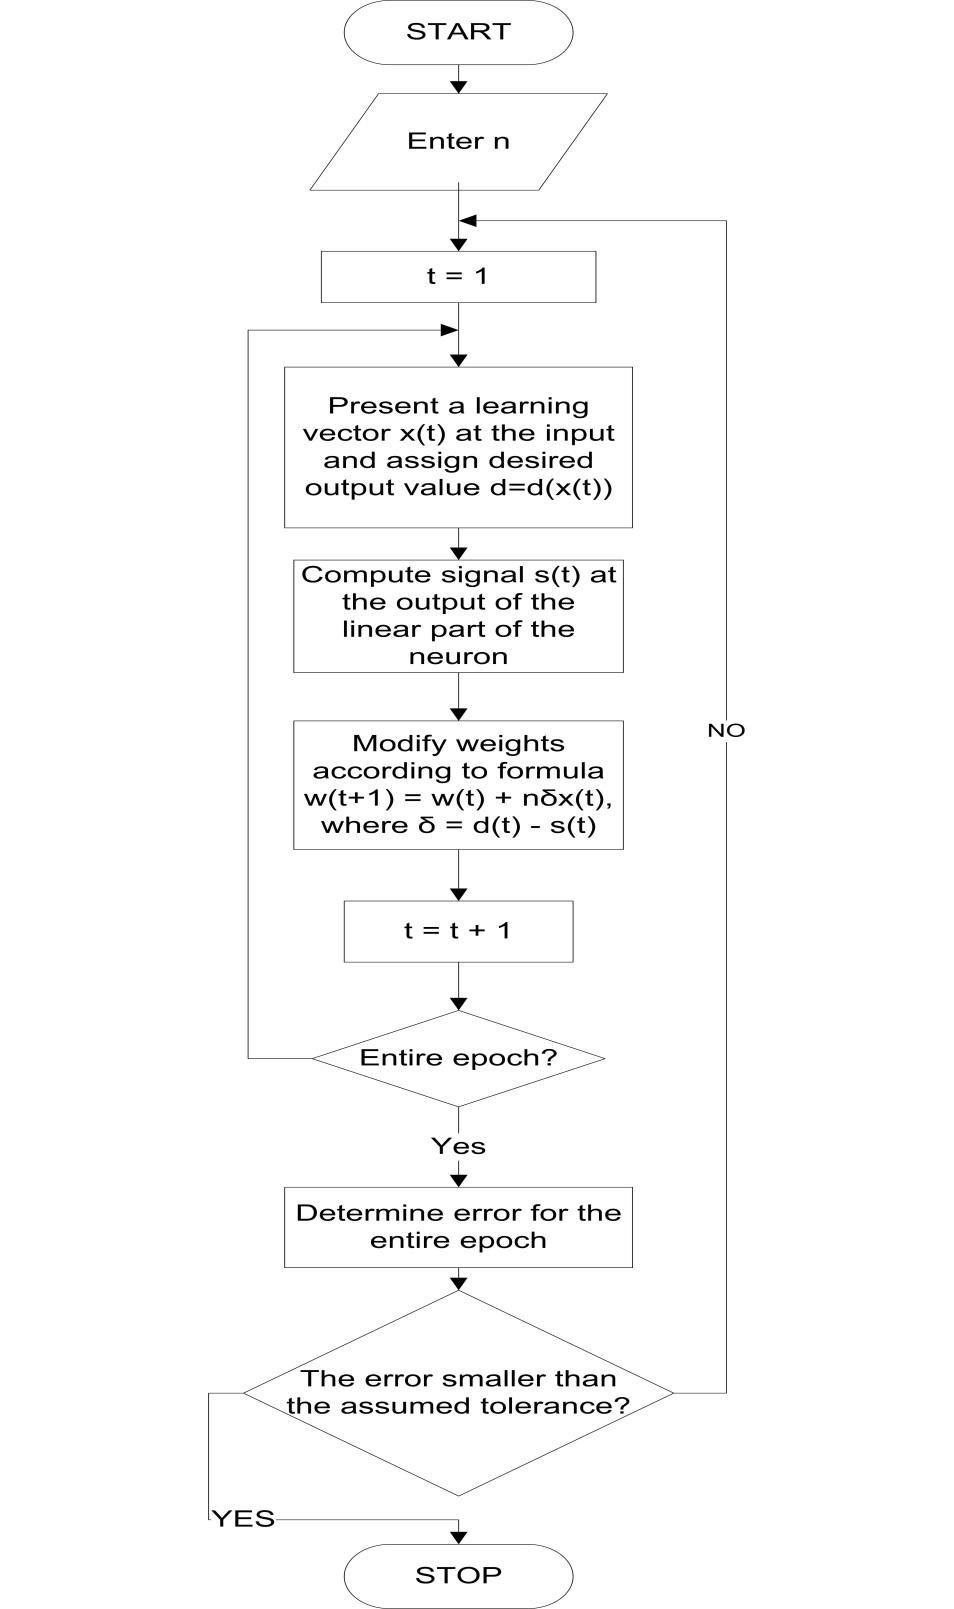 START
Enter n
t = 1
Present a learning
vector x(t) at the input
and assign desired
output value d=d(x(t))
Compute signal s(t) at
the output of the
linear part of the
neuron
NO
Modify weights
according to formula
w(t+1) = w(t) + nδx(t),
where δ = d(t) - s(t)
t = t + 1
Entire epoch?
Yes
Determine error for the
entire epoch
The error smaller than
the assumed tolerance?
YES
STOP